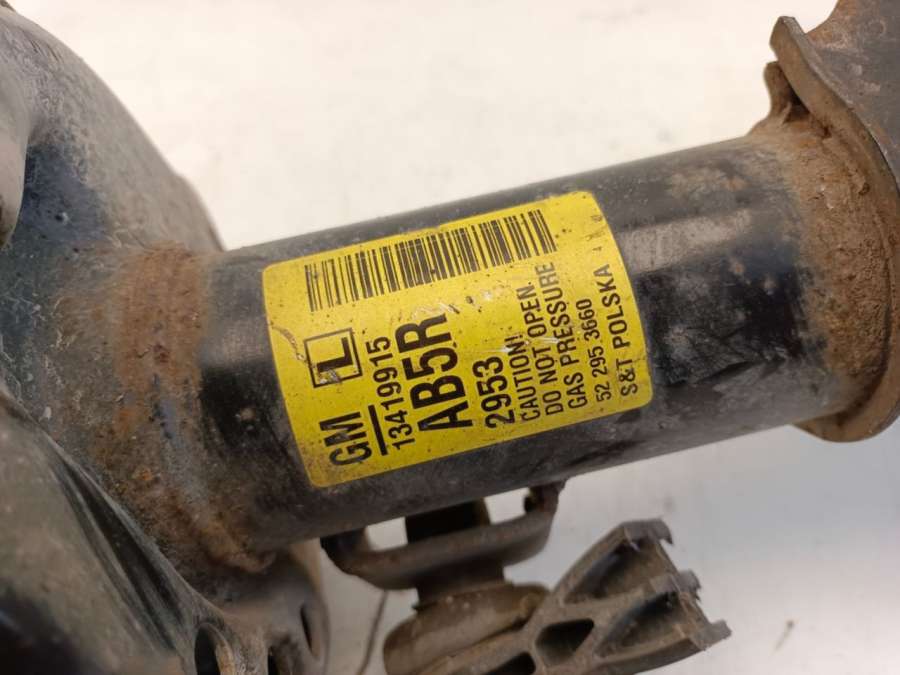 GM L
13419915
AB5R
2953
CAUTION!
DO NOT OPEN.
GAS PRESSURE
52 295 3660
S&T POLSKA